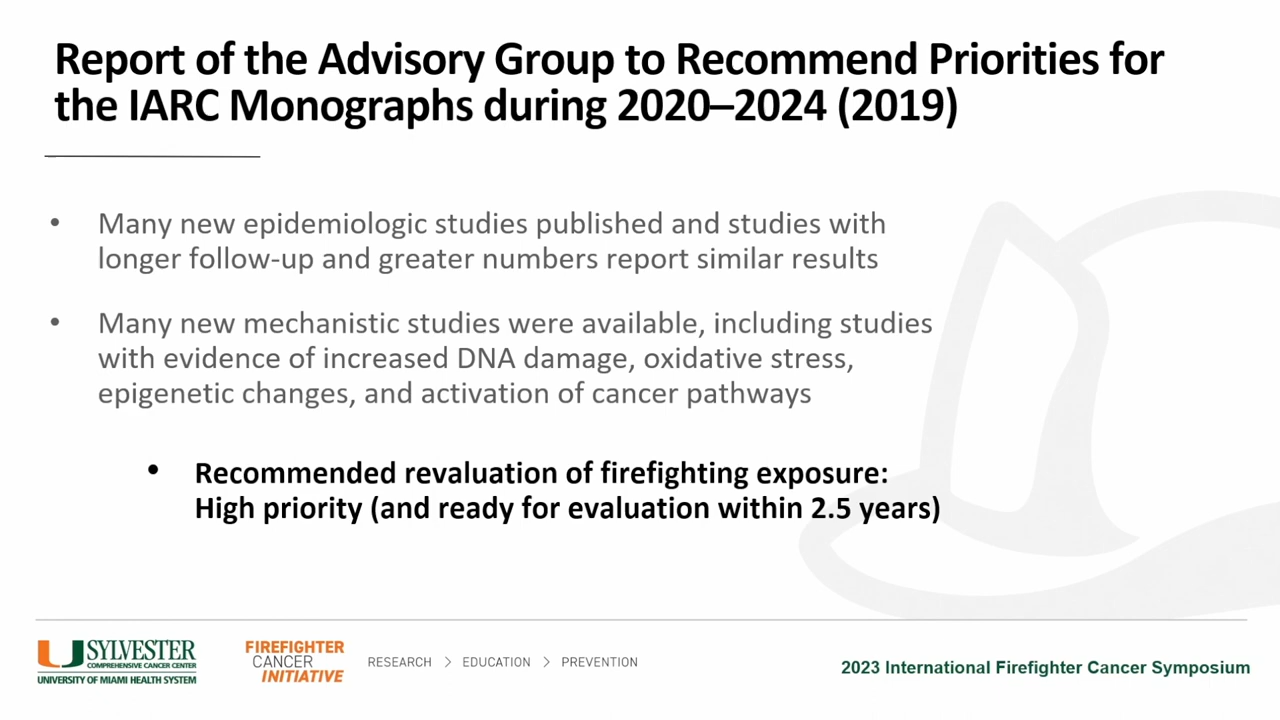 Report of the Advisory Group to Recommend Priorities for
the IARC Monographs during 2020–2024 (2019)
• Many new epidemiologic studies published and studies with
longer follow-up and greater numbers report similar results
• Many new mechanistic studies were available, including studies
with evidence of increased DNA damage, oxidative stress,
epigenetic changes, and activation of cancer pathways
• Recommended revaluation of firefighting exposure:
High priority (and ready for evaluation within 2.5 years)
SYLVESTER
COMPREHENSIVE CANCER CENTER
UNIVERSITY OF MIAMI HEALTH SYSTEM
FIREFIGHTER
CANCER
INITIATIVE
RESEARCH > EDUCATION > PREVENTION
2023 International Firefighter Cancer Symposium